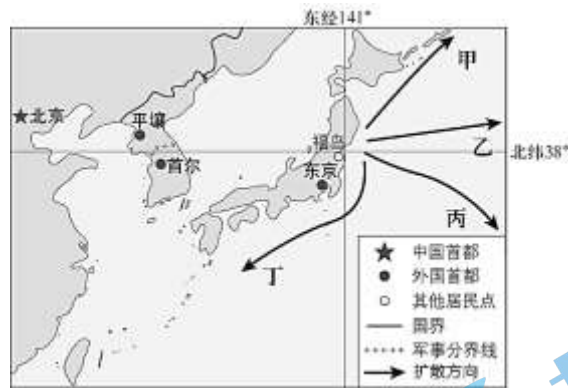 东经141°
甲
北京
平壤
福岛
乙
北纬38°
首尔
东京
丙
丁
中国首都
外国首都
其他居民点
国界
军事分界线
扩散方向